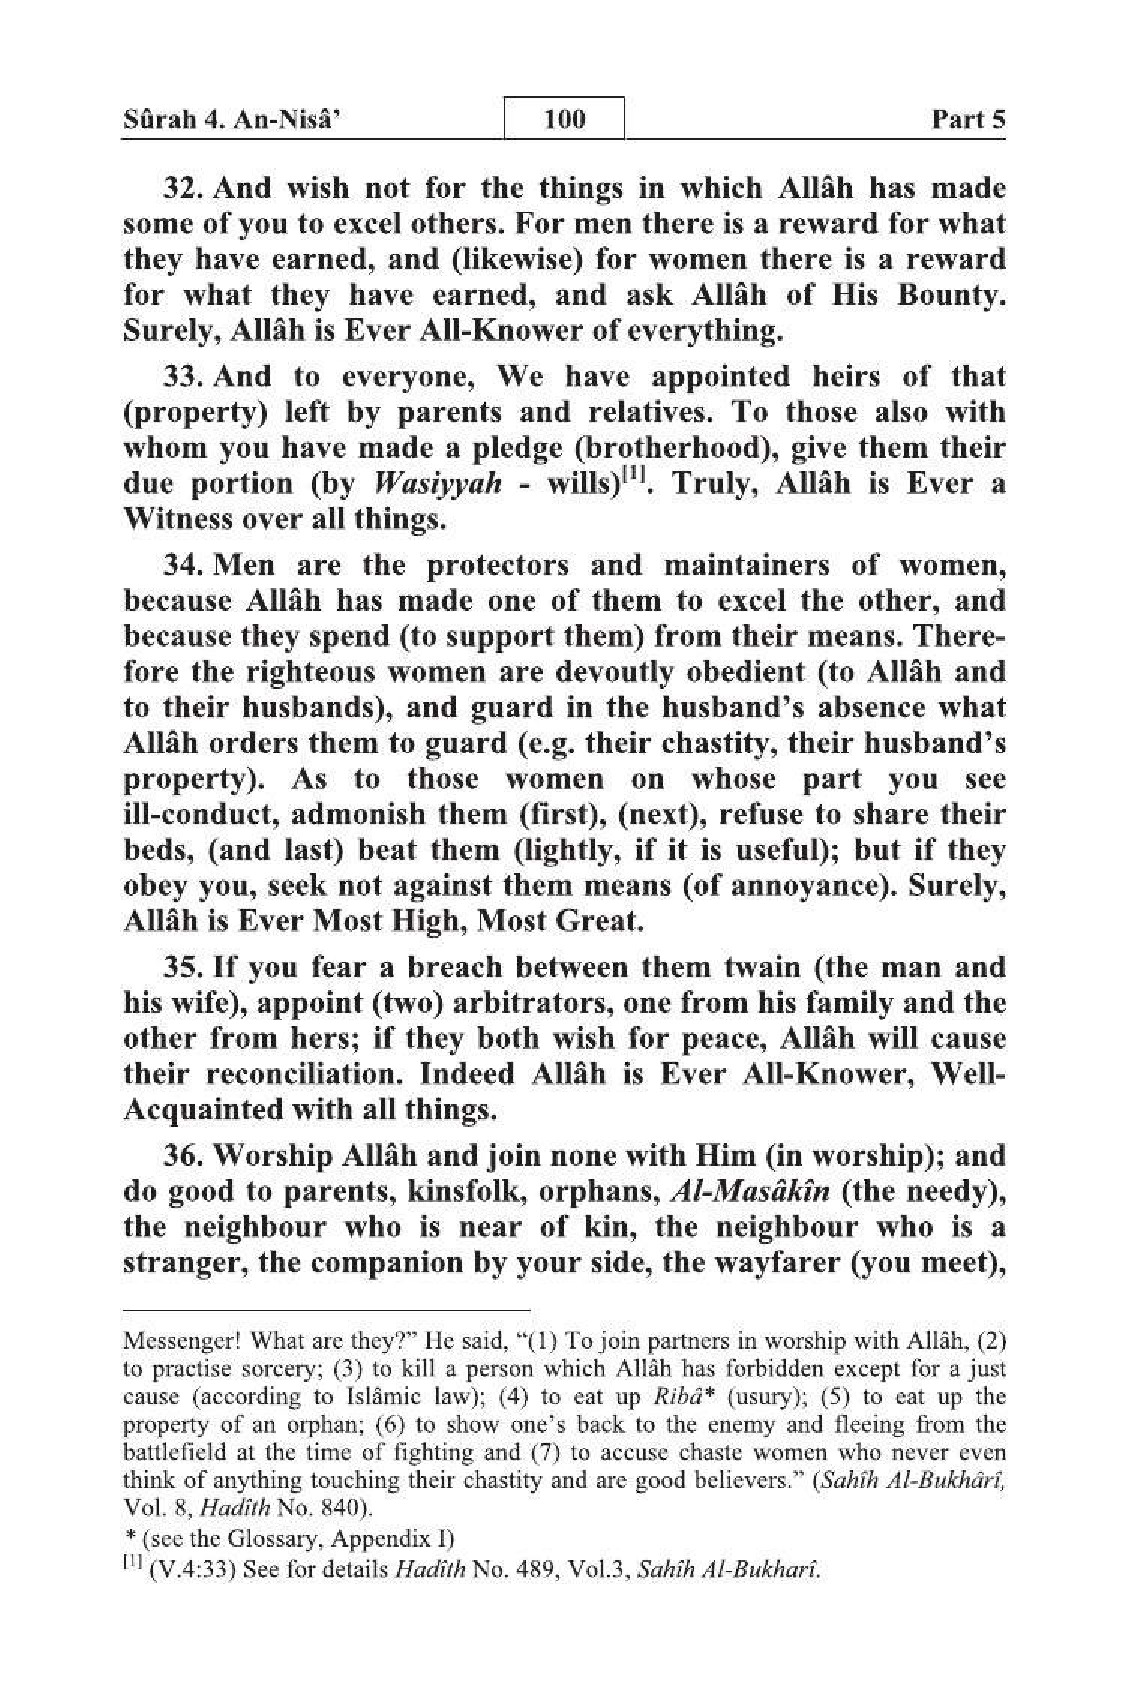 Sûrah 4. An-Nisâ’ 100 Part 5
32. And wish not for the things in which Allâh has made
some of you to excel others. For men there is a reward for what
they have earned, and (likewise) for women there is a reward
for what they have earned, and ask Allâh of His Bounty.
Surely, Allâh is Ever All-Knower of everything.
33. And to everyone, We have appointed heirs of that
(property) left by parents and relatives. To those also with
whom you have made a pledge (brotherhood), give them their
due portion (by Wasiyyah - wills)[1]. Truly, Allâh is Ever a
Witness over all things.
34. Men are the protectors and maintainers of women,
because Allâh has made one of them to excel the other, and
because they spend (to support them) from their means. There-
fore the righteous women are devoutly obedient (to Allâh and
to their husbands), and guard in the husband’s absence what
Allâh orders them to guard (e.g. their chastity, their husband’s
property). As to those women on whose part you see
ill-conduct, admonish them (first), (next), refuse to share their
beds, (and last) beat them (lightly, if it is useful); but if they
obey you, seek not against them means (of annoyance). Surely,
Allâh is Ever Most High, Most Great.
35. If you fear a breach between them twain (the man and
his wife), appoint (two) arbitrators, one from his family and the
other from hers; if they both wish for peace, Allâh will cause
their reconciliation. Indeed Allâh is Ever All-Knower, Well-
Acquainted with all things.
36. Worship Allâh and join none with Him (in worship); and
do good to parents, kinsfolk, orphans, Al-Masâkîn (the needy),
the neighbour who is near of kin, the neighbour who is a
stranger, the companion by your side, the wayfarer (you meet),
Messenger! What are they?” He said, “(1) To join partners in worship with Allâh, (2)
to practise sorcery; (3) to kill a person which Allâh has forbidden except for a just
cause (according to Islâmic law); (4) to eat up Ribâ* (usury); (5) to eat up the
property of an orphan; (6) to show one’s back to the enemy and fleeing from the
battlefield at the time of fighting and (7) to accuse chaste women who never even
think of anything touching their chastity and are good believers.” (Sahîh Al-Bukhârî,
Vol. 8, Hadîth No. 840).
* (see the Glossary, Appendix I)
[1] (V.4:33) See for details Hadîth No. 489, Vol.3, Sahîh Al-Bukharî.